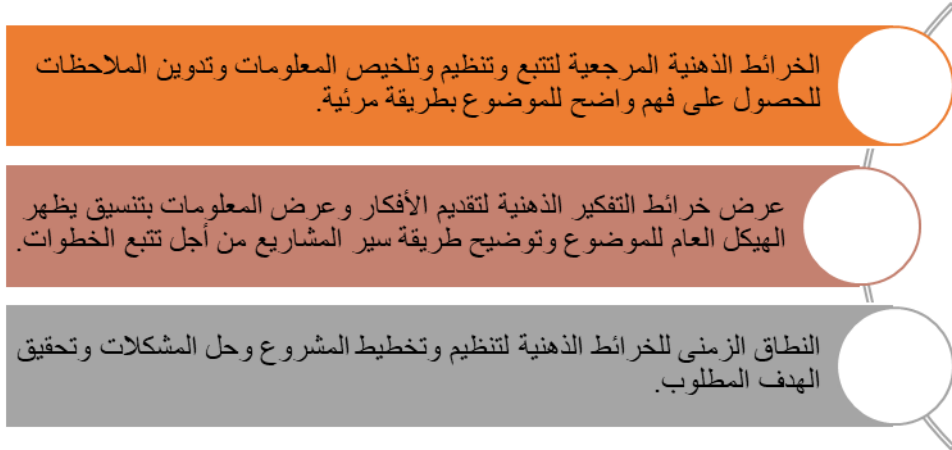 الخرائط الذهنية المرجعية لتتبع وتنظيم وتلخيص المعلومات وتدوين الملاحظات
للحصول على فهم واضح للموضوع بطريقة مرئية.
عرض خرائط التفكير الذهنية لتقديم الأفكار وعرض المعلومات بتنسيق يظهر
الهيكل العام للموضوع وتوضيح طريقة سير المشاريع من أجل تتبع الخطوات.
النطاق الزمنى للخرائط الذهنية لتنظيم وتخطيط المشروع وحل المشكلات وتحقيق
الهدف المطلوب.